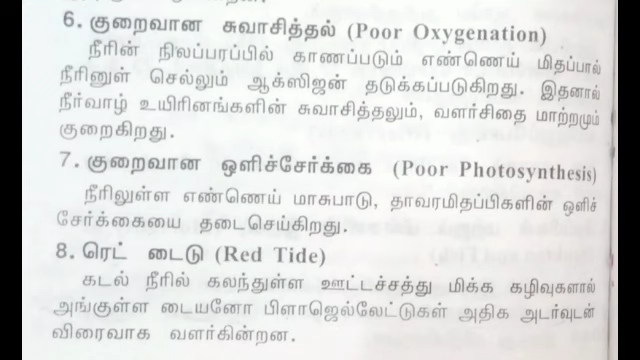 6. குறைவான சுவாசித்தல் (Poor Oxygenation)
நீரின் நிலப்பரப்பில் காணப்படும் எண்ணெய் மிதப்பால்
நீரினுள் செல்லும் ஆக்ஸிஜன் தடுக்கப்படுகிறது. இதனால்
நீர்வாழ் உயிரினங்களின் சுவாசித்தலும், வளர்சிதை மாற்றமும்
குறைகிறது.
7. குறைவான ஒளிச்சேர்க்கை (Poor Photosynthesis)
நீரிலுள்ள எண்ணெய் மாசுபாடு, தாவரமிதப்பிகளின் ஒளிச்
சேர்க்கையை தடைசெய்கிறது.
8. ரெட் டைடு (Red Tide)
கடல் நீரில் கலந்துள்ள ஊட்டச்சத்து மிக்க கழிவுகளால்
அங்குள்ள டையனோ பிளாஜெல்லேட்டுகள் அதிக அடர்வுடன்
விரைவாக வளர்கின்றன.